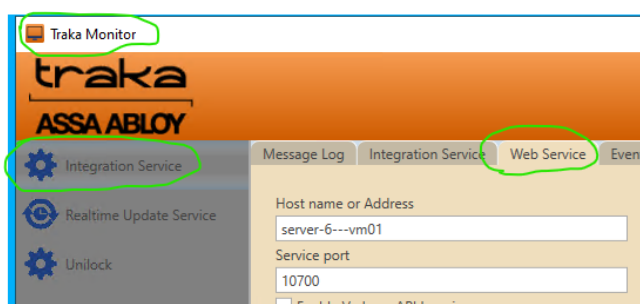 Traka Monitor
traka
ASSA ABLOY
Integration Service
Realtime Update Service
Unilock
Message Log
Integration Service
Web Service
Even
Host name or Address
server-6---vm01
Service port
10700